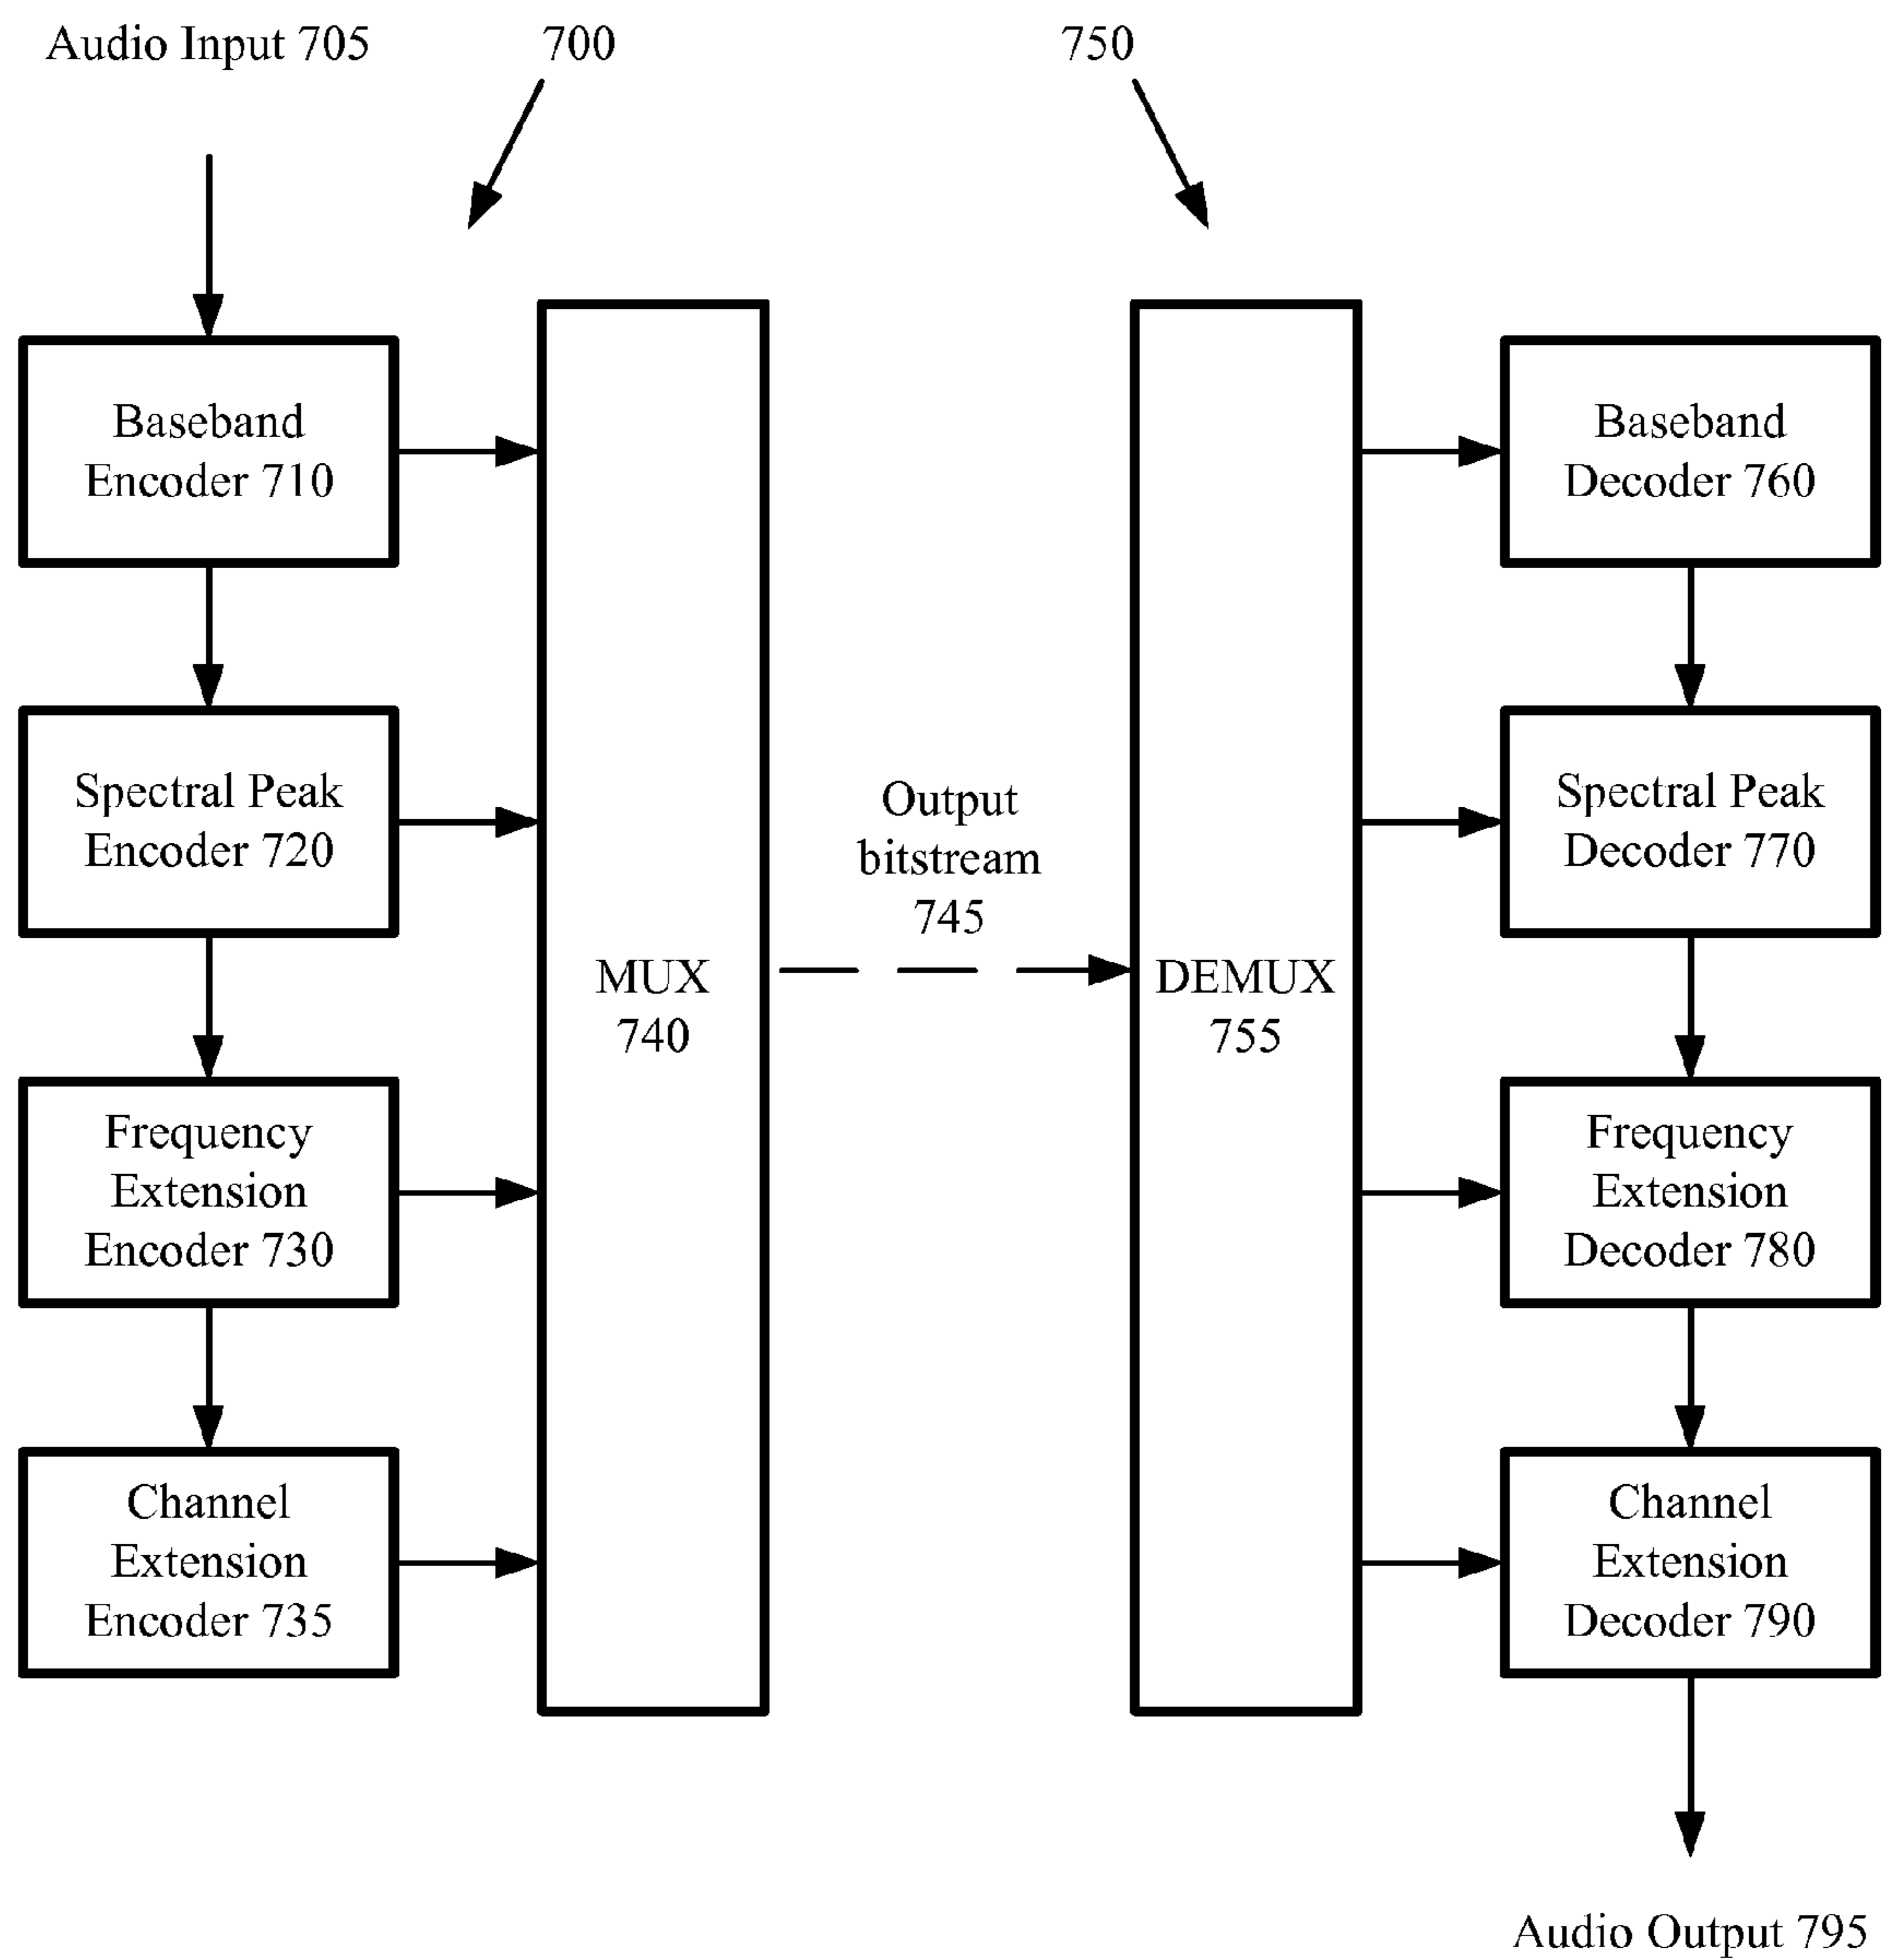 Audio Input 705
700
750
Baseband
Encoder 710
Spectral Peak
Encoder 720
Frequency
Extension
Encoder 730
Channel
Extension
Encoder 735
MUX
740
Output
bitstream
745
DEMUX
755
Baseband
Decoder 760
Spectral Peak
Decoder 770
Frequency
Extension
Decoder 780
Channel
Extension
Decoder 790
Audio Output 795